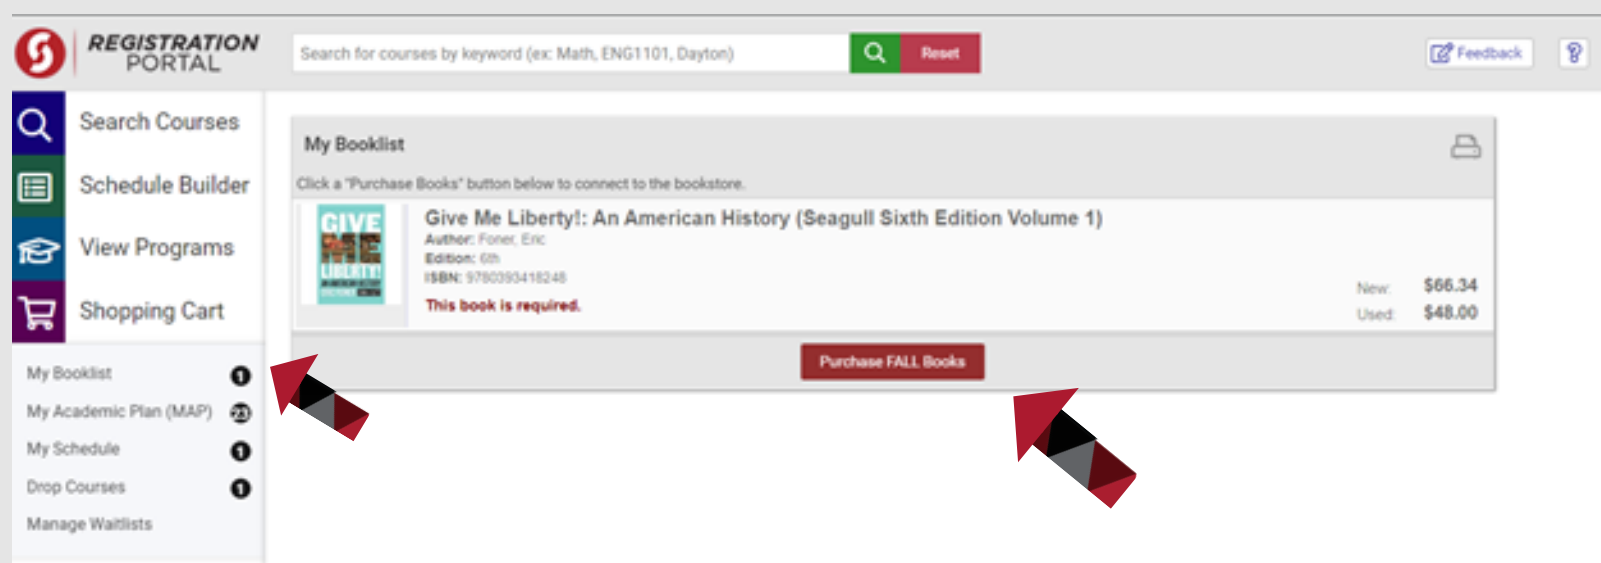 REGISTRATION
PORTAL
Search for courses by keyword (ex: Math, ENG1101, Dayton)
Reset
Feedback
?
Search Courses
Schedule Builder
View Programs
Shopping Cart
My Booklist 1
My Academic Plan (MAP) 23
My Schedule 1
Drop Courses 1
Manage Waitlists
My Booklist
Click a "Purchase Books" button below to connect to the bookstore.
GIVE
ME
LIBERTY!
Give Me Liberty!: An American History (Seagull Sixth Edition Volume 1)
Author: Foner, Eric
Edition: 6th
ISBN: 9780393418248
This book is required.
New: $66.34
Used: $48.00
Purchase FALL Books